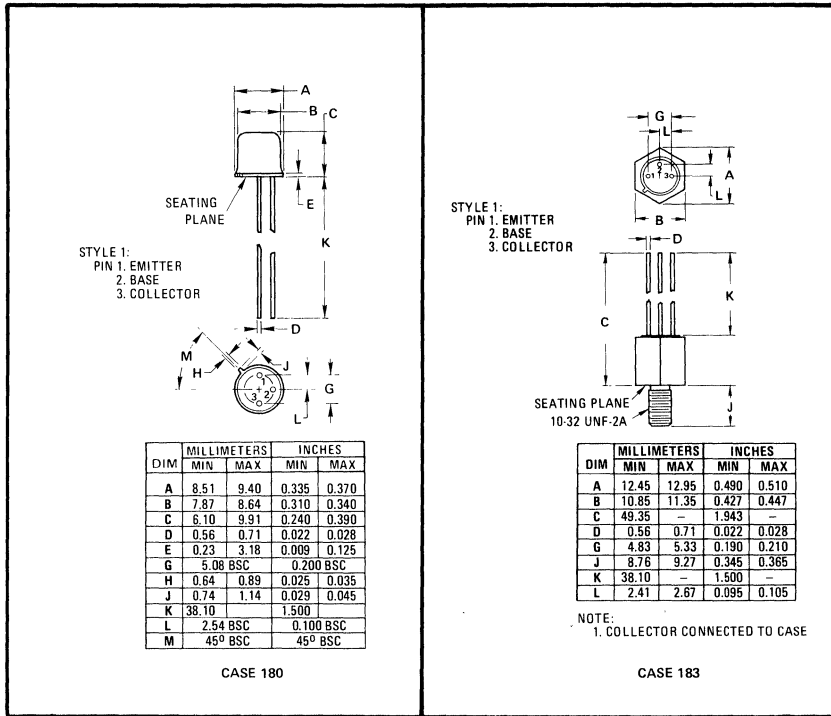 A
B
C
SEATING
PLANE
E
K
STYLE 1:
PIN 1. EMITTER
2. BASE
3. COLLECTOR
D
M
H
J
1
2
3
G
L
DIM MILLIMETERS INCHES
MIN MAX MIN MAX
A 8.51 9.40 0.335 0.370
B 7.87 8.64 0.310 0.340
C 6.10 9.91 0.240 0.390
D 0.56 0.71 0.022 0.028
E 0.23 3.18 0.009 0.125
G 5.08 BSC 0.200 BSC
H 0.64 0.89 0.025 0.035
J 0.74 1.14 0.029 0.045
K 38.10 1.500
L 2.54 BSC 0.100 BSC
M 45º BSC 45º BSC
CASE 180
G
L
2
1 3
A
L
B
STYLE 1:
PIN 1. EMITTER
2. BASE
3. COLLECTOR
D
C
K
SEATING PLANE
10-32 UNF-2A
J
DIM MILLIMETERS INCHES
MIN MAX MIN MAX
A 12.45 12.95 0.490 0.510
B 10.85 11.35 0.427 0.447
C 49.35 – 1.943 –
D 0.56 0.71 0.022 0.028
G 4.83 5.33 0.190 0.210
J 8.76 9.27 0.345 0.365
K 38.10 – 1.500 –
L 2.41 2.67 0.095 0.105
NOTE:
1. COLLECTOR CONNECTED TO CASE
CASE 183